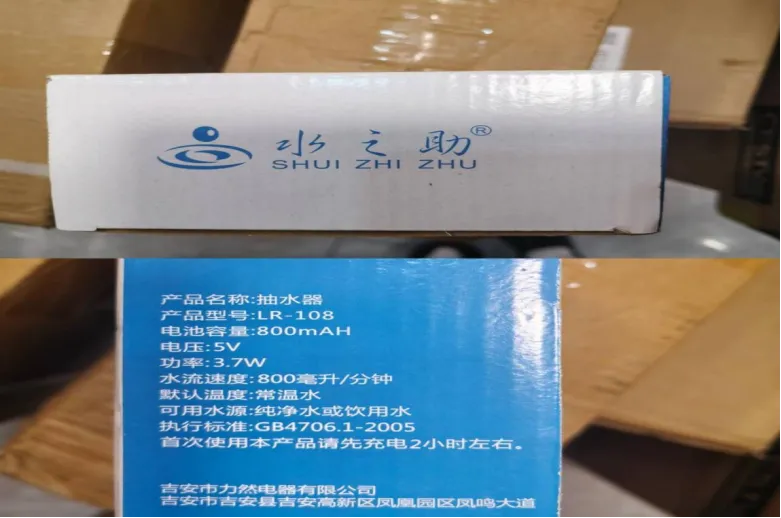 水之助®
SHUI ZHI ZHU
产品名称:抽水器
产品型号:LR-108
电池容量:800mAH
电压:5V
功率:3.7W
水流速度:800毫升/分钟
默认温度:常温水
可用水源:纯净水或饮用水
执行标准:GB4706.1-2005
首次使用本产品请先充电2小时左右。
吉安市力然电器有限公司
吉安市吉安县吉安高新区凤凰园区凤鸣大道